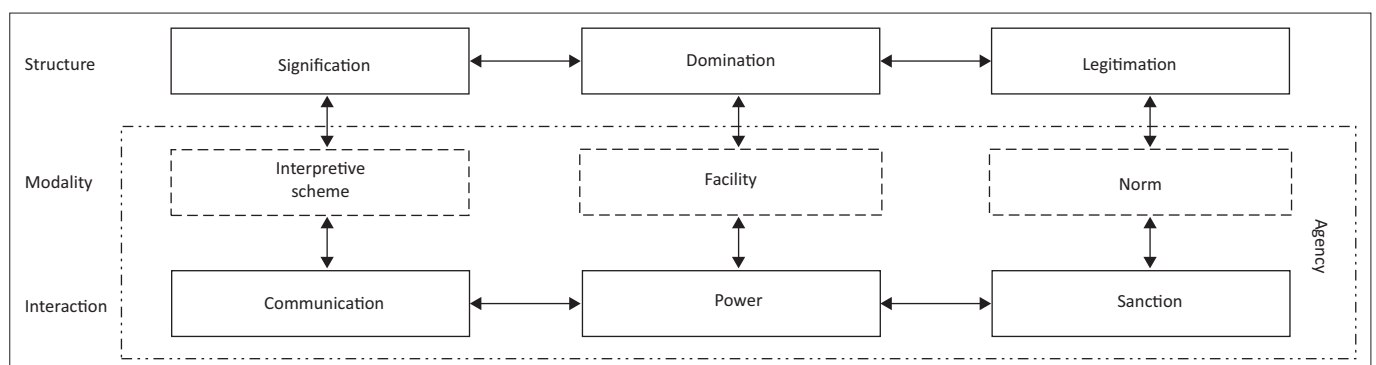 Structure
Signification
Domination
Legitimation
Modality
Interpretive
scheme
Facility
Norm
Agency
Interaction
Communication
Power
Sanction